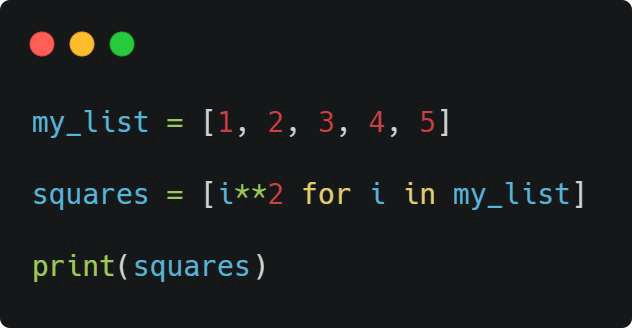 my_list = [1, 2, 3, 4, 5]
squares = [i**2 for i in my_list]
print(squares)